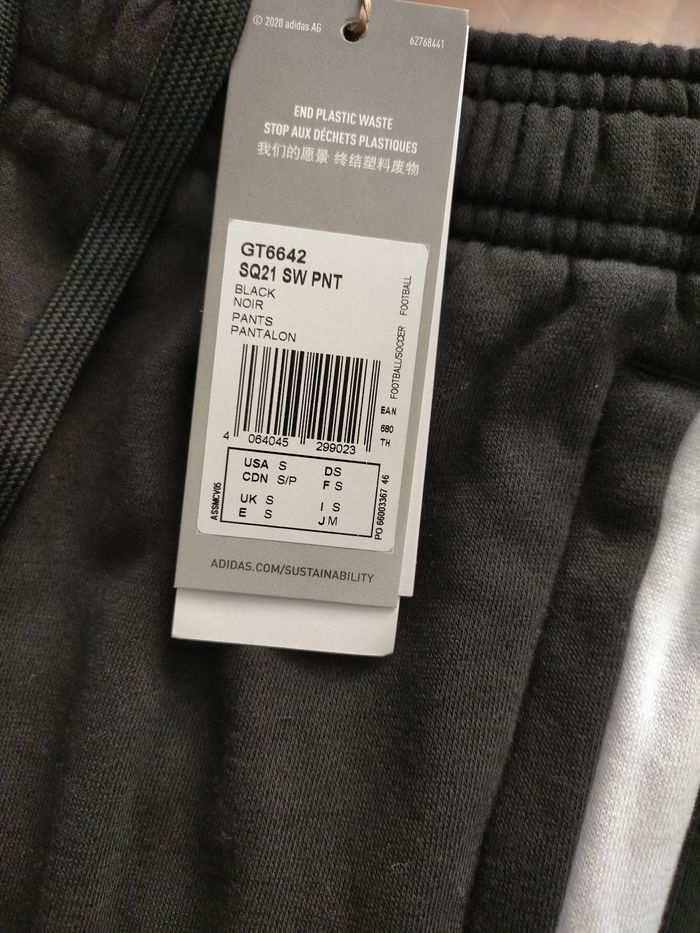 © 2020 adidas AG
62768441
END PLASTIC WASTE
STOP AUX DÉCHETS PLASTIQUES
我们的愿景 终结塑料废物
GT6642
SQ21 SW PNT
BLACK
NOIR
PANTS
PANTALON
FOOTBALL/SOCCER FOOTBALL
EAN
680
TH
4 064045 299023
USA S DS
CDN S/P F S
UK S I S
E S J M
ASSMCV05
PO 66003367 46
ADIDAS.COM/SUSTAINABILITY